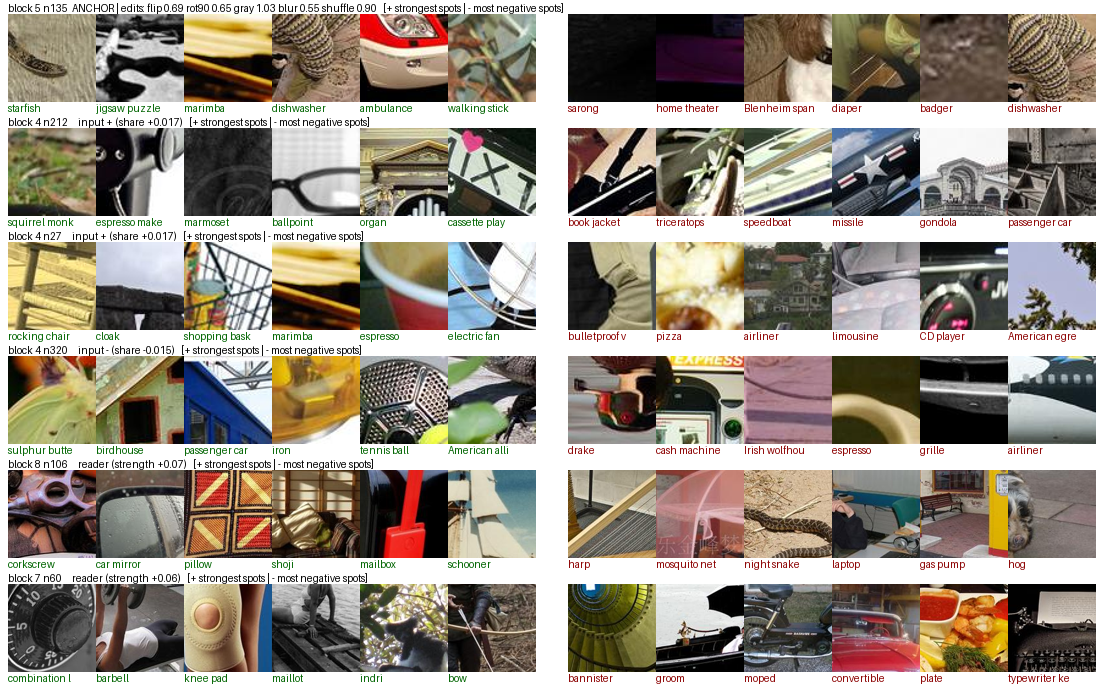 block 5 n135 ANCHOR | edits: flip 0.69 rot90 0.65 gray 1.03 blur 0.55 shuffle 0.90 [+ strongest spots | - most negative spots]
starfish jigsaw puzzle marimba dishwasher ambulance walking stick sarong home theater Blenheim span diaper badger dishwasher
block 4 n212 input + (share +0.017) [+ strongest spots | - most negative spots]
squirrel monk espresso make marmoset ballpoint organ cassette play book jacket triceratops speedboat missile gondola passenger car
block 4 n27 input + (share +0.017) [+ strongest spots | - most negative spots]
rocking chair cloak shopping bask marimba espresso electric fan bulletproof v pizza airliner limousine CD player American egre
block 4 n320 input - (share -0.015) [+ strongest spots | - most negative spots]
EXPRESS
sulphur butte birdhouse passenger car iron tennis ball American alli drake cash machine Irish wolfhou espresso grille airliner
block 8 n106 reader (strength +0.07) [+ strongest spots | - most negative spots]
corkscrew car mirror pillow shoji mailbox schooner harp mosquito net night snake laptop gas pump hog
block 7 n60 reader (strength +0.06) [+ strongest spots | - most negative spots]
combination l barbell knee pad maillot indri bow bannister groom moped convertible plate typewriter ke